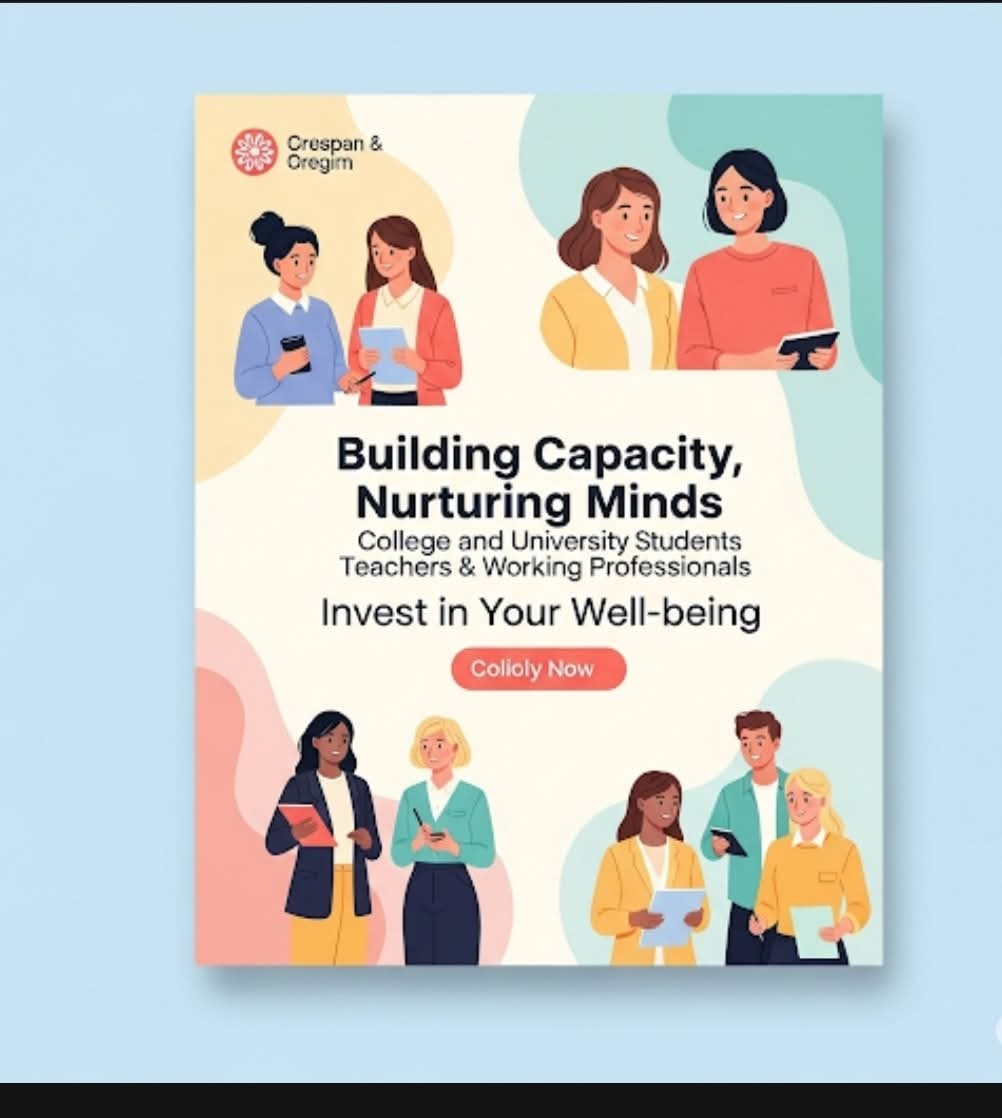 Crespan &
Oregim
Building Capacity,
Nurturing Minds
College and University Students
Teachers & Working Professionals
Invest in Your Well-being
Colioly Now